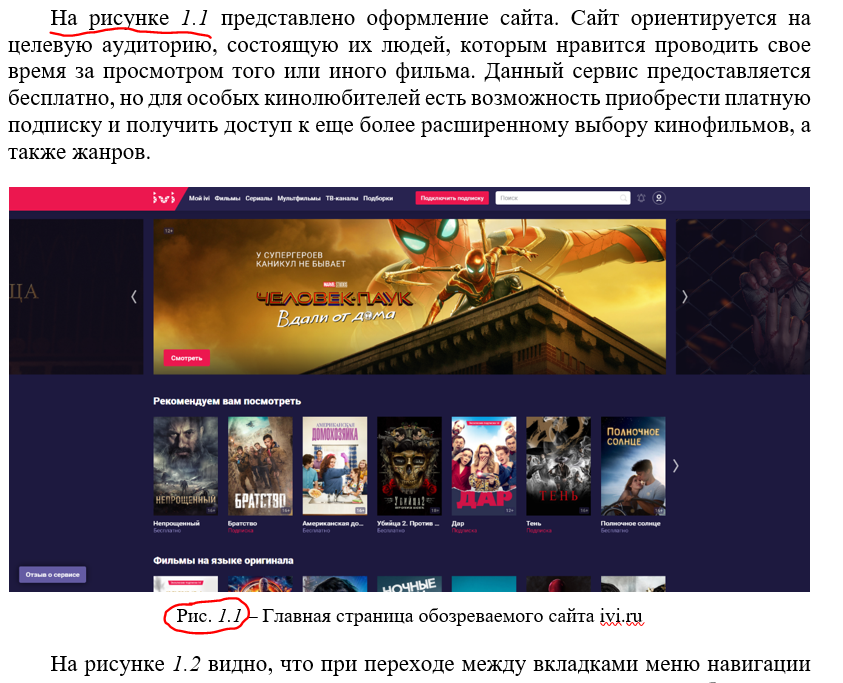 На рисунке 1.1 представлено оформление сайта. Сайт ориентируется на
целевую аудиторию, состоящую их людей, которым нравится проводить свое
время за просмотром того или иного фильма. Данный сервис предоставляется
бесплатно, но для особых кинолюбителей есть возможность приобрести платную
подписку и получить доступ к еще более расширенному выбору кинофильмов, а
также жанров.
ivi Мой ivi Фильмы Сериалы Мультфильмы ТВ-каналы Подборки Подключить подписку Поиск
12+
У СУПЕРГЕРОЕВ
КАНИКУЛ НЕ БЫВАЕТ
ЦА
MARVEL
ЧЕЛОВЕК-ПАУК
Вдали от дома
Смотреть
Рекомендуем вам посмотреть
НЕПРОЩЕННЫЙ БРАТСТВО АМЕРИКАНСКАЯ ДОМОХОЗЯЙКА УБИЙЦА 2 ДАР ТЕНЬ ПОЛНОЧНОЕ СОЛНЦЕ
Непрощенный Братство Американская до... Убийца 2. Против ... Дар Тень Полночное солнце
Бесплатно Подписка Бесплатно Бесплатно Подписка Подписка Бесплатно
Фильмы на языке оригинала
Отзыв о сервисе
НОЧНЫЕ
Рис. 1.1 – Главная страница обозреваемого сайта ivi.ru
На рисунке 1.2 видно, что при переходе между вкладками меню навигации